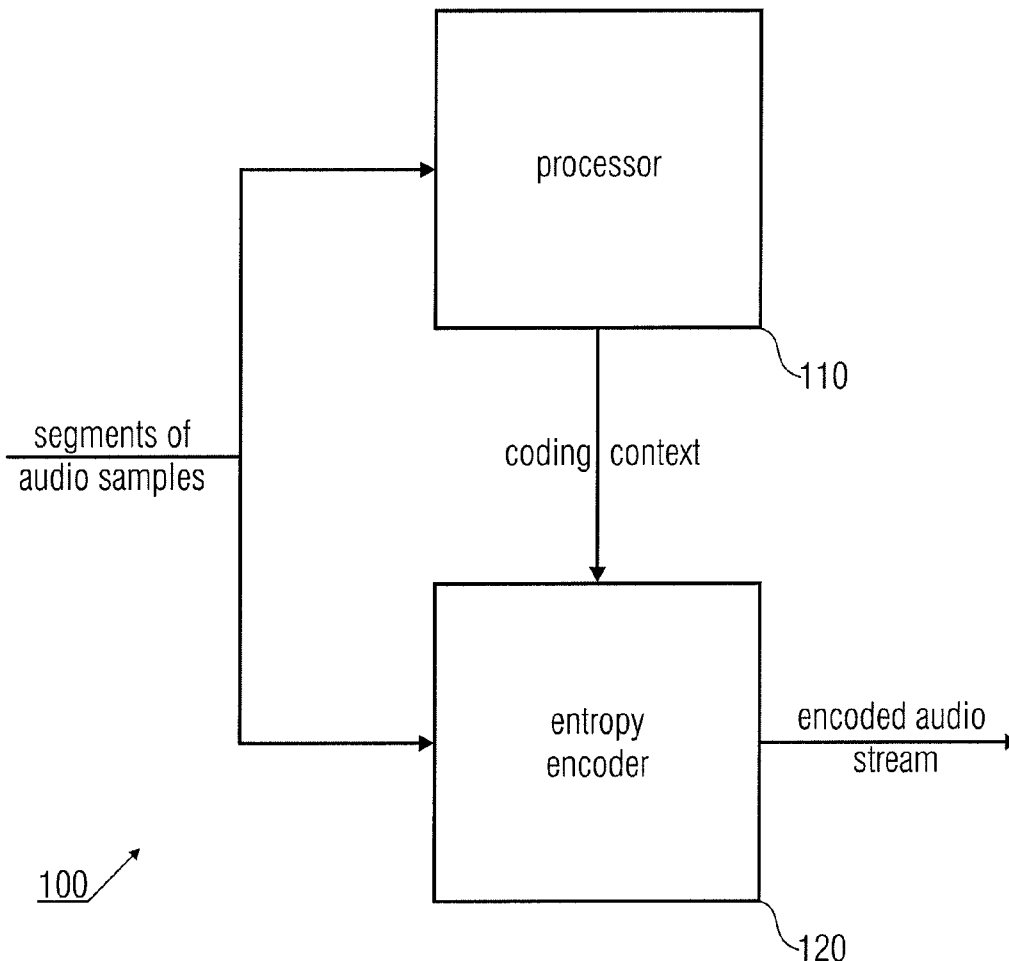 processor
110
segments of
audio samples
coding context
entropy
encoder
encoded audio
stream
100
120